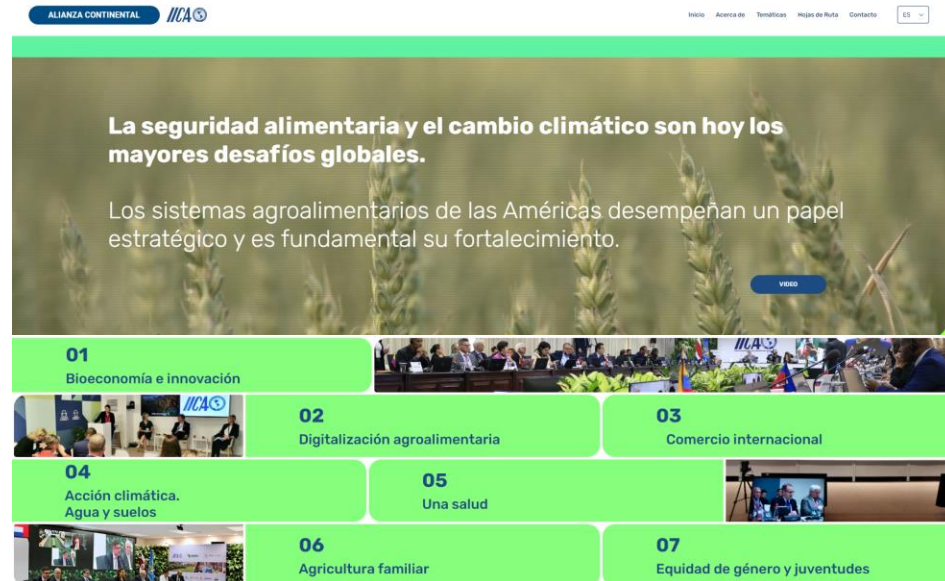 ALIANZA CONTINENTAL
IICA
Inicio Acerca de Temáticas Hojas de Ruta Contacto ES
La seguridad alimentaria y el cambio climático son hoy los
mayores desafíos globales.
Los sistemas agroalimentarios de las Américas desempeñan un papel
estratégico y es fundamental su fortalecimiento.
VIDEO
01
Bioeconomía e innovación
IICA
IICA
02
Digitalización agroalimentaria
03
Comercio internacional
04
Acción climática.
Agua y suelos
05
Una salud
06
Agricultura familiar
07
Equidad de género y juventudes